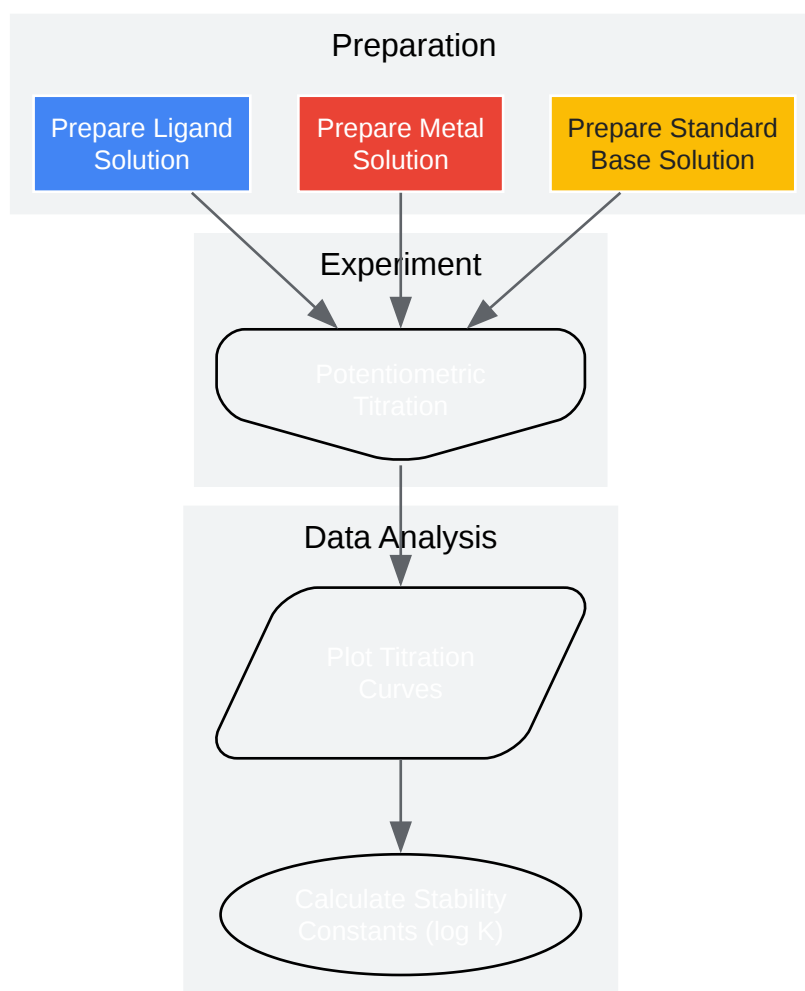 Preparation
Prepare Ligand
Solution
Prepare Metal
Solution
Prepare Standard
Base Solution
Experiment
Potentiometric
Titration
Data Analysis
Plot Titration
Curves
Calculate Stability
Constants (log K)